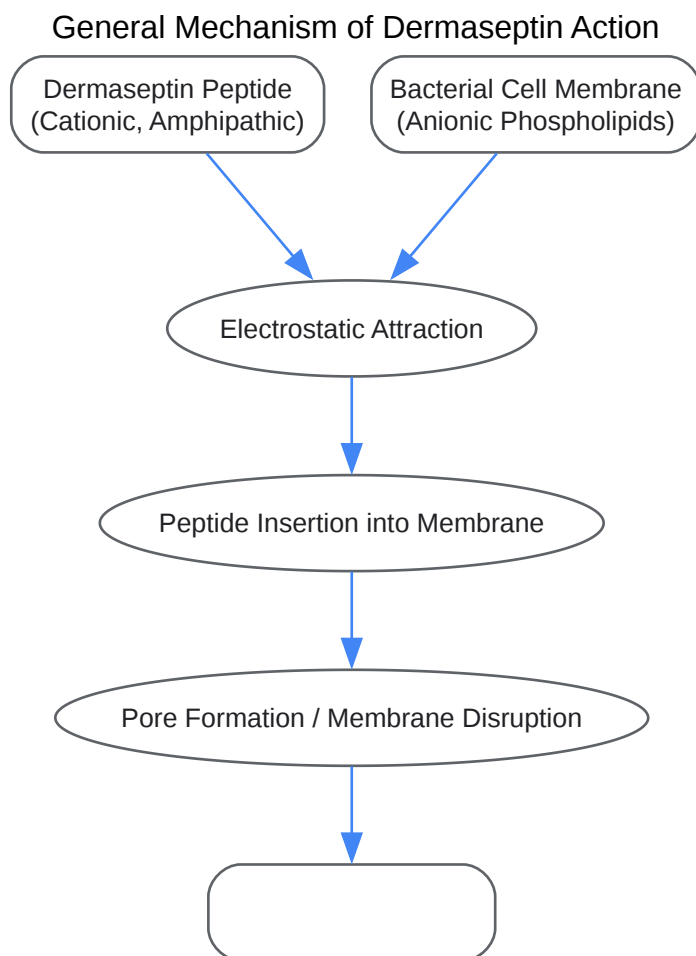 General Mechanism of Dermaseptin Action
Dermaseptin Peptide
(Cationic, Amphipathic)
Bacterial Cell Membrane
(Anionic Phospholipids)
Electrostatic Attraction
Peptide Insertion into Membrane
Pore Formation / Membrane Disruption